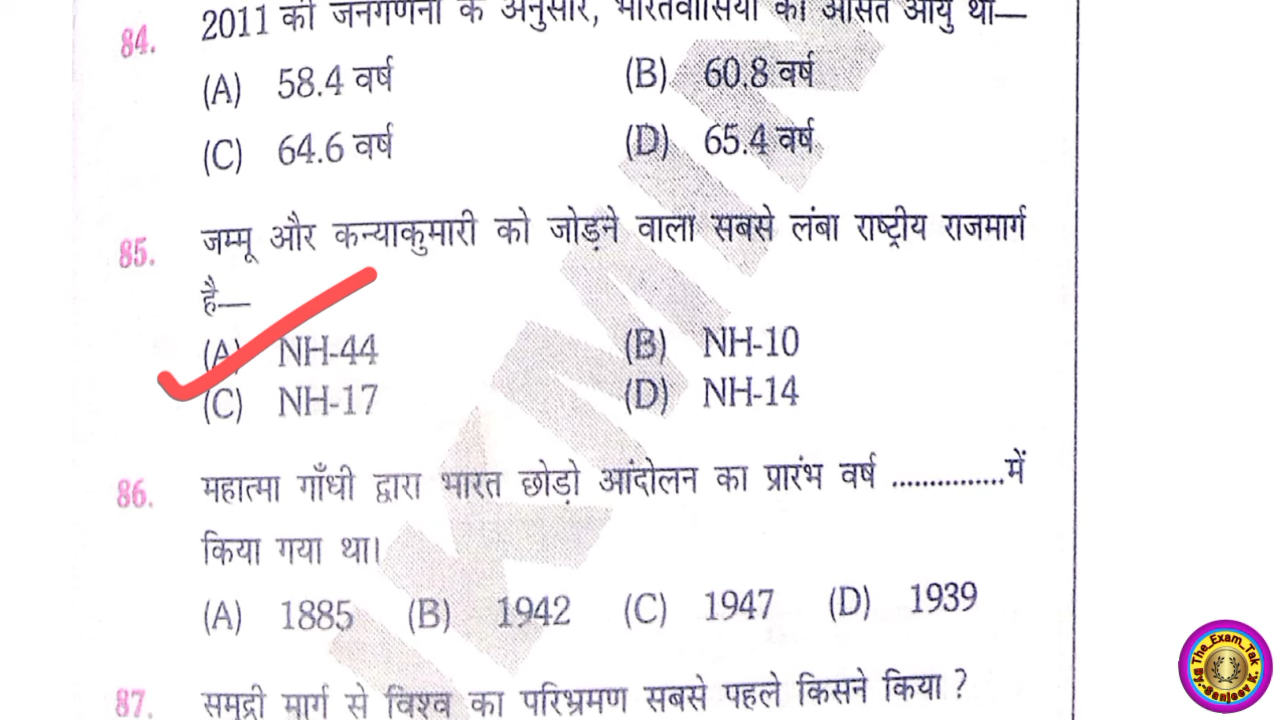 84. 2011 की जनगणना के अनुसार, भारतवासियों की औसत आयु थी—
(A) 58.4 वर्ष (B) 60.8 वर्ष
(C) 64.6 वर्ष (D) 65.4 वर्ष
85. जम्मू और कन्याकुमारी को जोड़ने वाला सबसे लंबा राष्ट्रीय राजमार्ग
है—
(A) NH-44 (B) NH-10
(C) NH-17 (D) NH-14
86. महात्मा गाँधी द्वारा भारत छोड़ो आंदोलन का प्रारंभ वर्ष ...............में
किया गया था।
(A) 1885 (B) 1942 (C) 1947 (D) 1939
87. समुद्री मार्ग से विश्व का परिभ्रमण सबसे पहले किसने किया ?
The_Exam_Tak
By:-Sanjeev K.